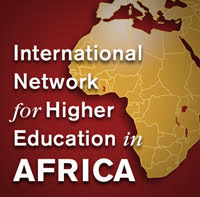 International
Network
for Higher
Education in
AFRICA